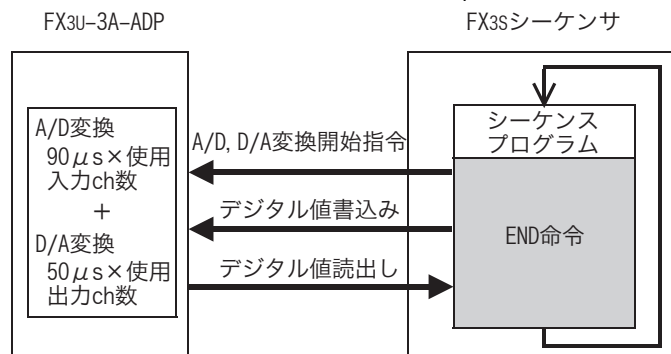 FX3U-3A-ADP
FX3Sシーケンサ
A/D変換
90μs×使用
入力ch数
+
D/A変換
50μs×使用
出力ch数
A/D, D/A変換開始指令
デジタル値書込み
デジタル値読出し
シーケンス
プログラム
END命令